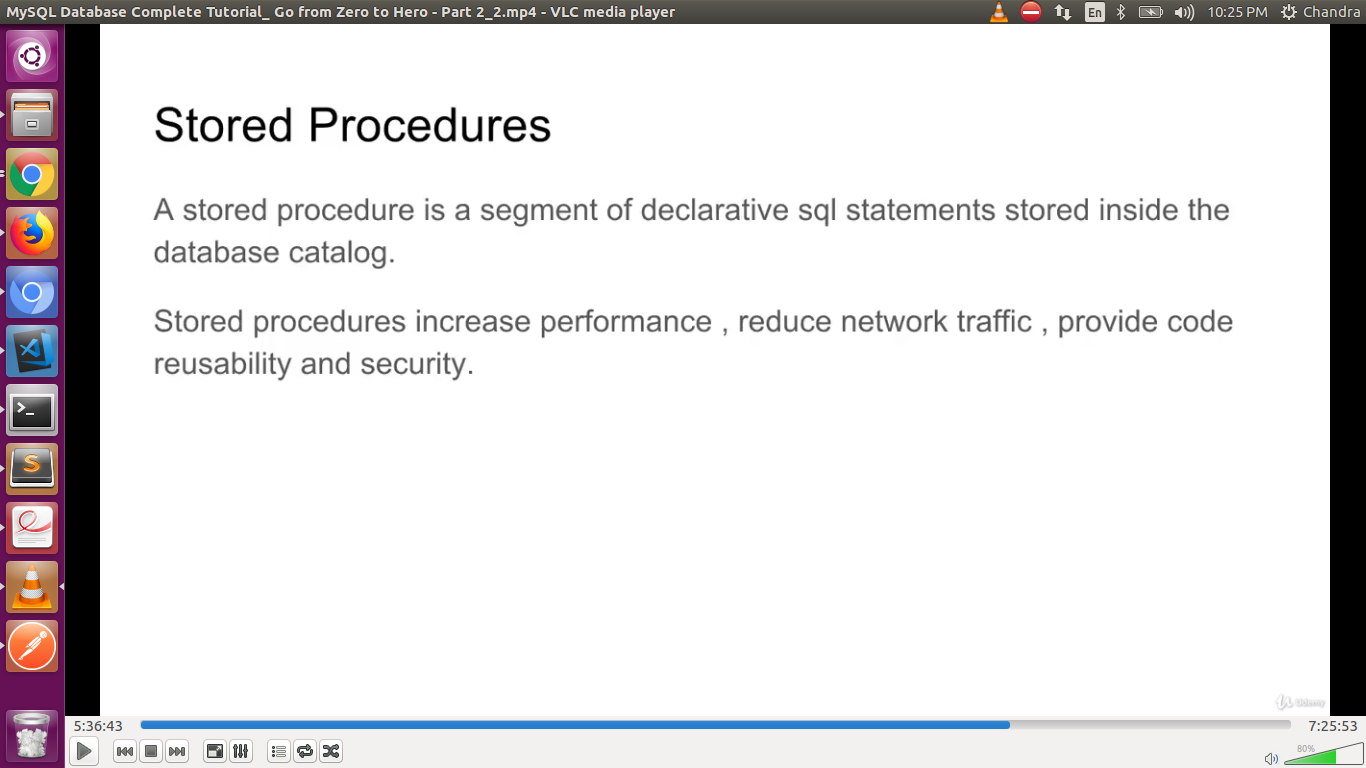 MySQL Database Complete Tutorial_ Go from Zero to Hero - Part 2_2.mp4 - VLC media player
En
10:25 PM
Chandra
Stored Procedures
A stored procedure is a segment of declarative sql statements stored inside the
database catalog.
Stored procedures increase performance , reduce network traffic , provide code
reusability and security.
Udemy
5:36:43
7:25:53
80%